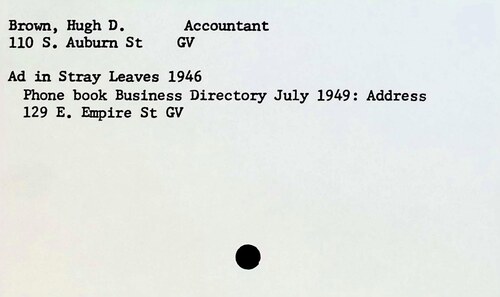 Brown, Hugh D. Accountant
110 S. Auburn St GV
Ad in Stray Leaves 1946
Phone book Business Directory July 1949: Address
129 E. Empire St GV